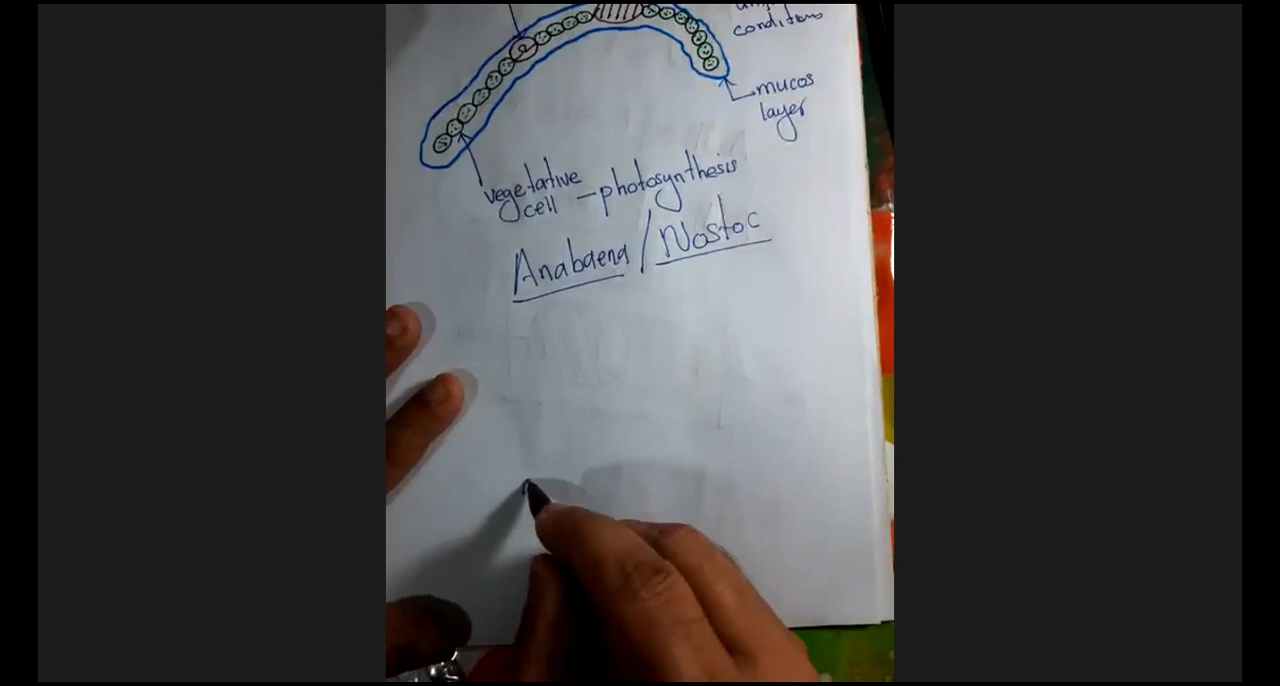 conditions
mucos
layer
vegetative
cell – photosynthesis
Anabaena / Nostoc